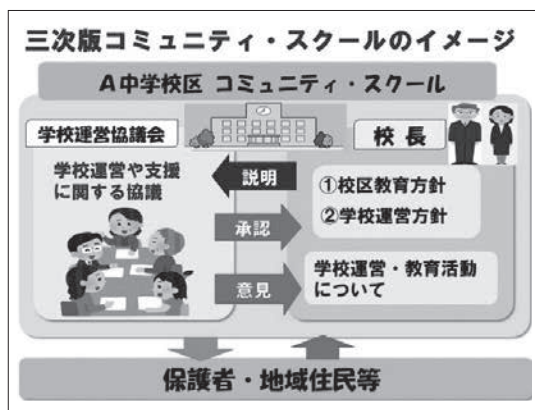 三次版コミュニティ・スクールのイメージ
A中学校区 コミュニティ・スクール
学校運営協議会
学校運営や支援
に関する協議
校長
説明
①校区教育方針
②学校運営方針
承認
意見
学校運営・教育活動
について
保護者・地域住民等